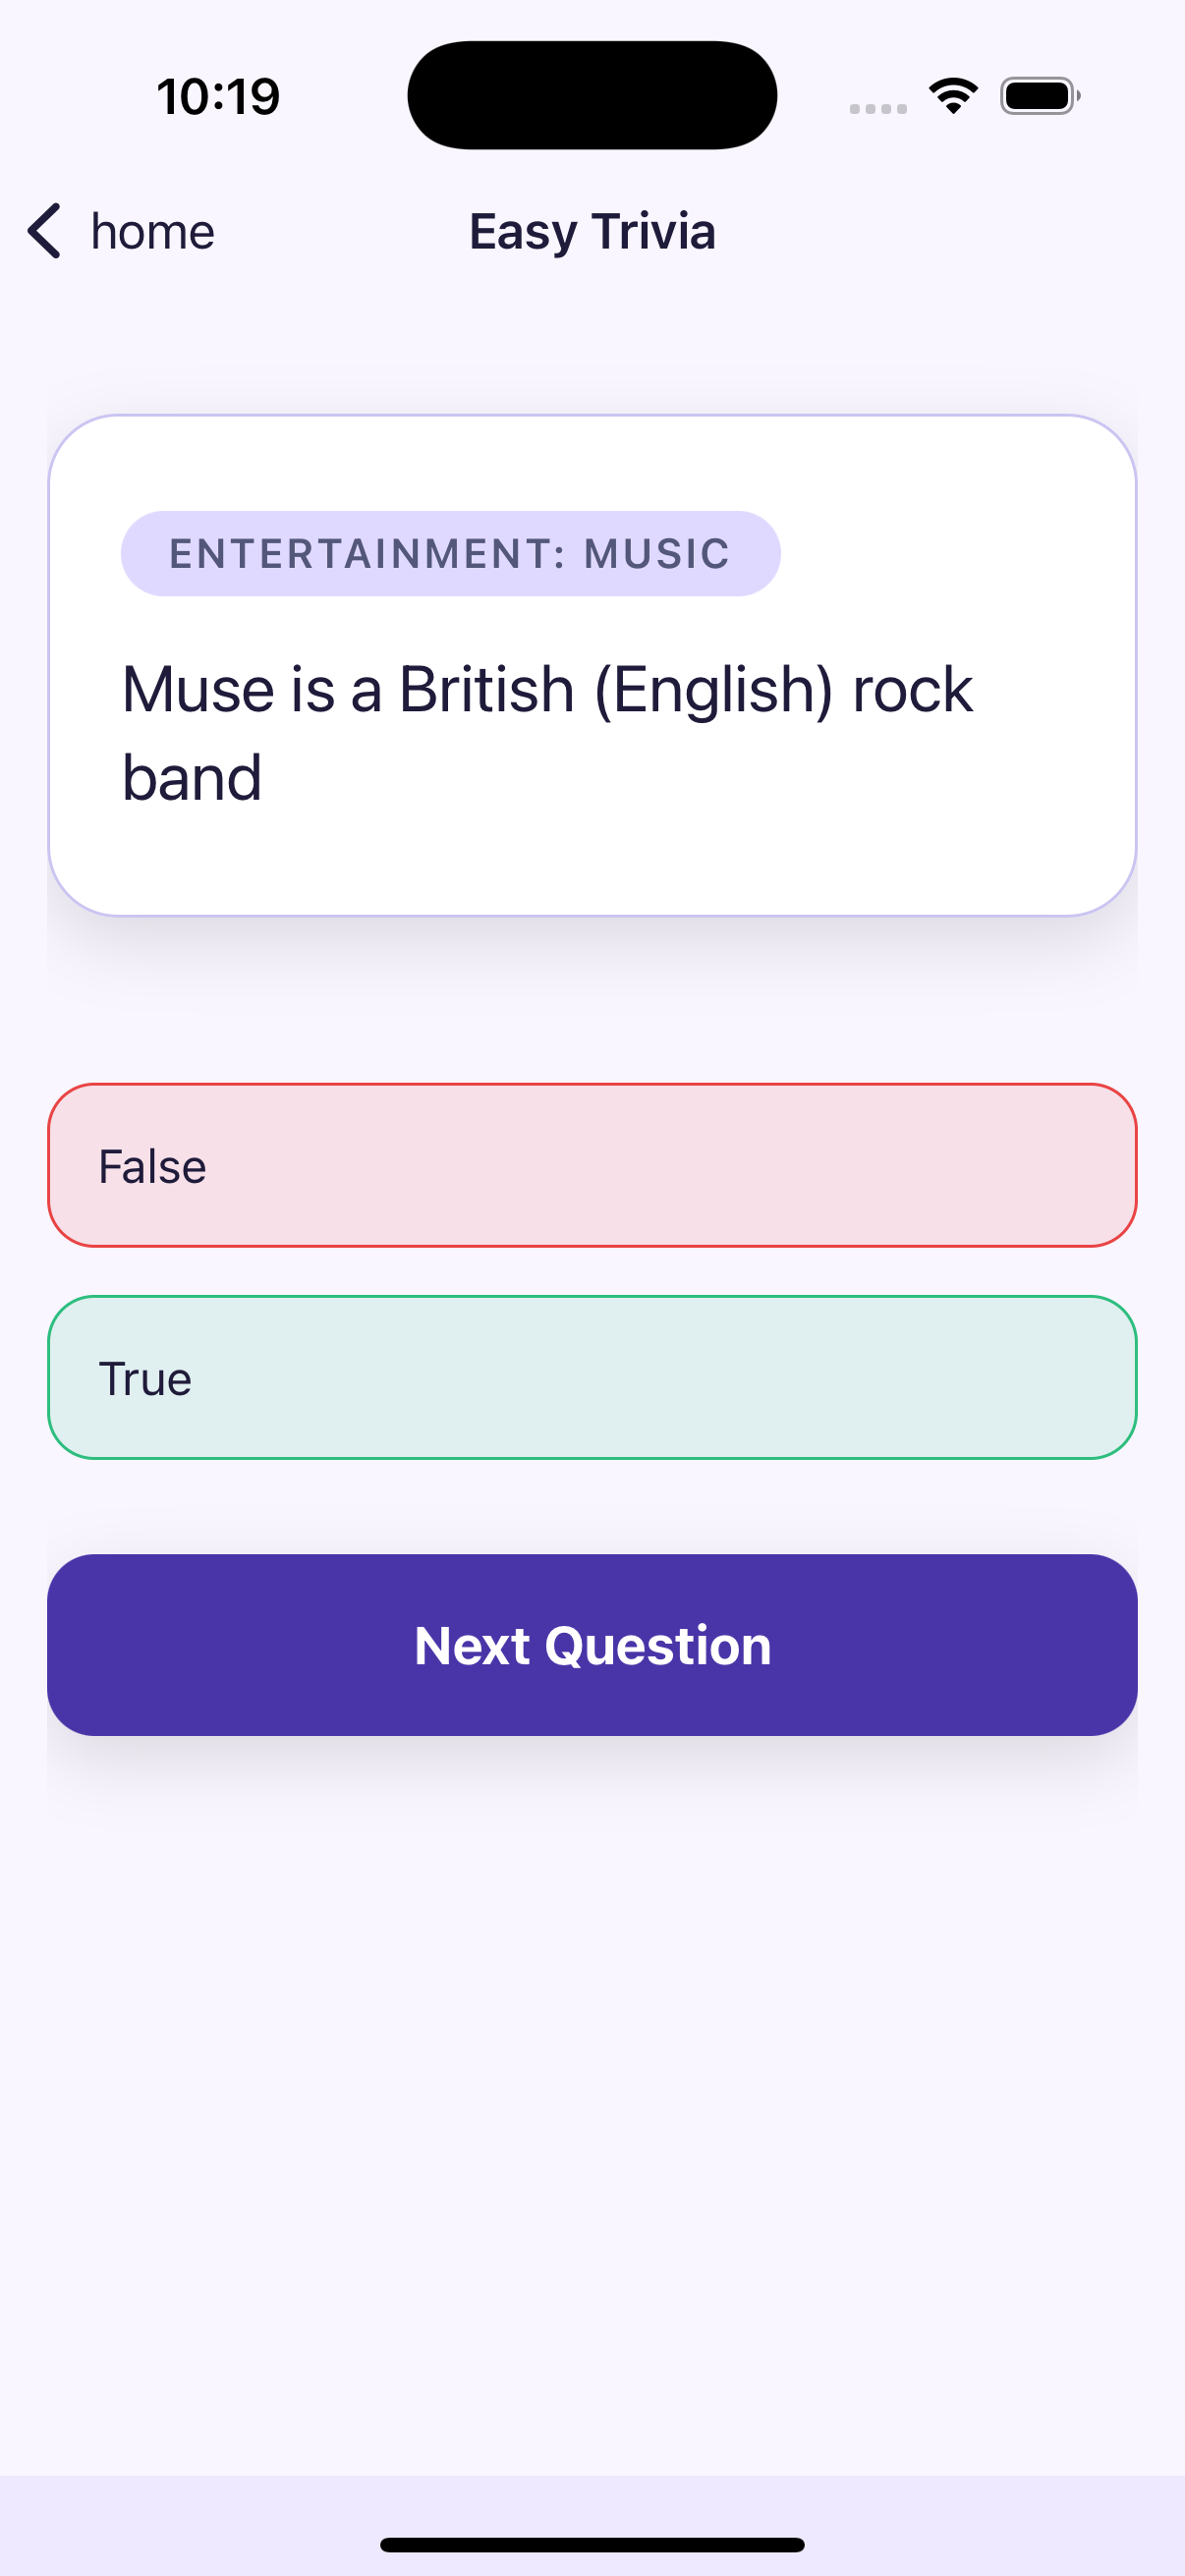 10:19
home
Easy Trivia
ENTERTAINMENT: MUSIC
Muse is a British (English) rock
band
False
True
Next Question